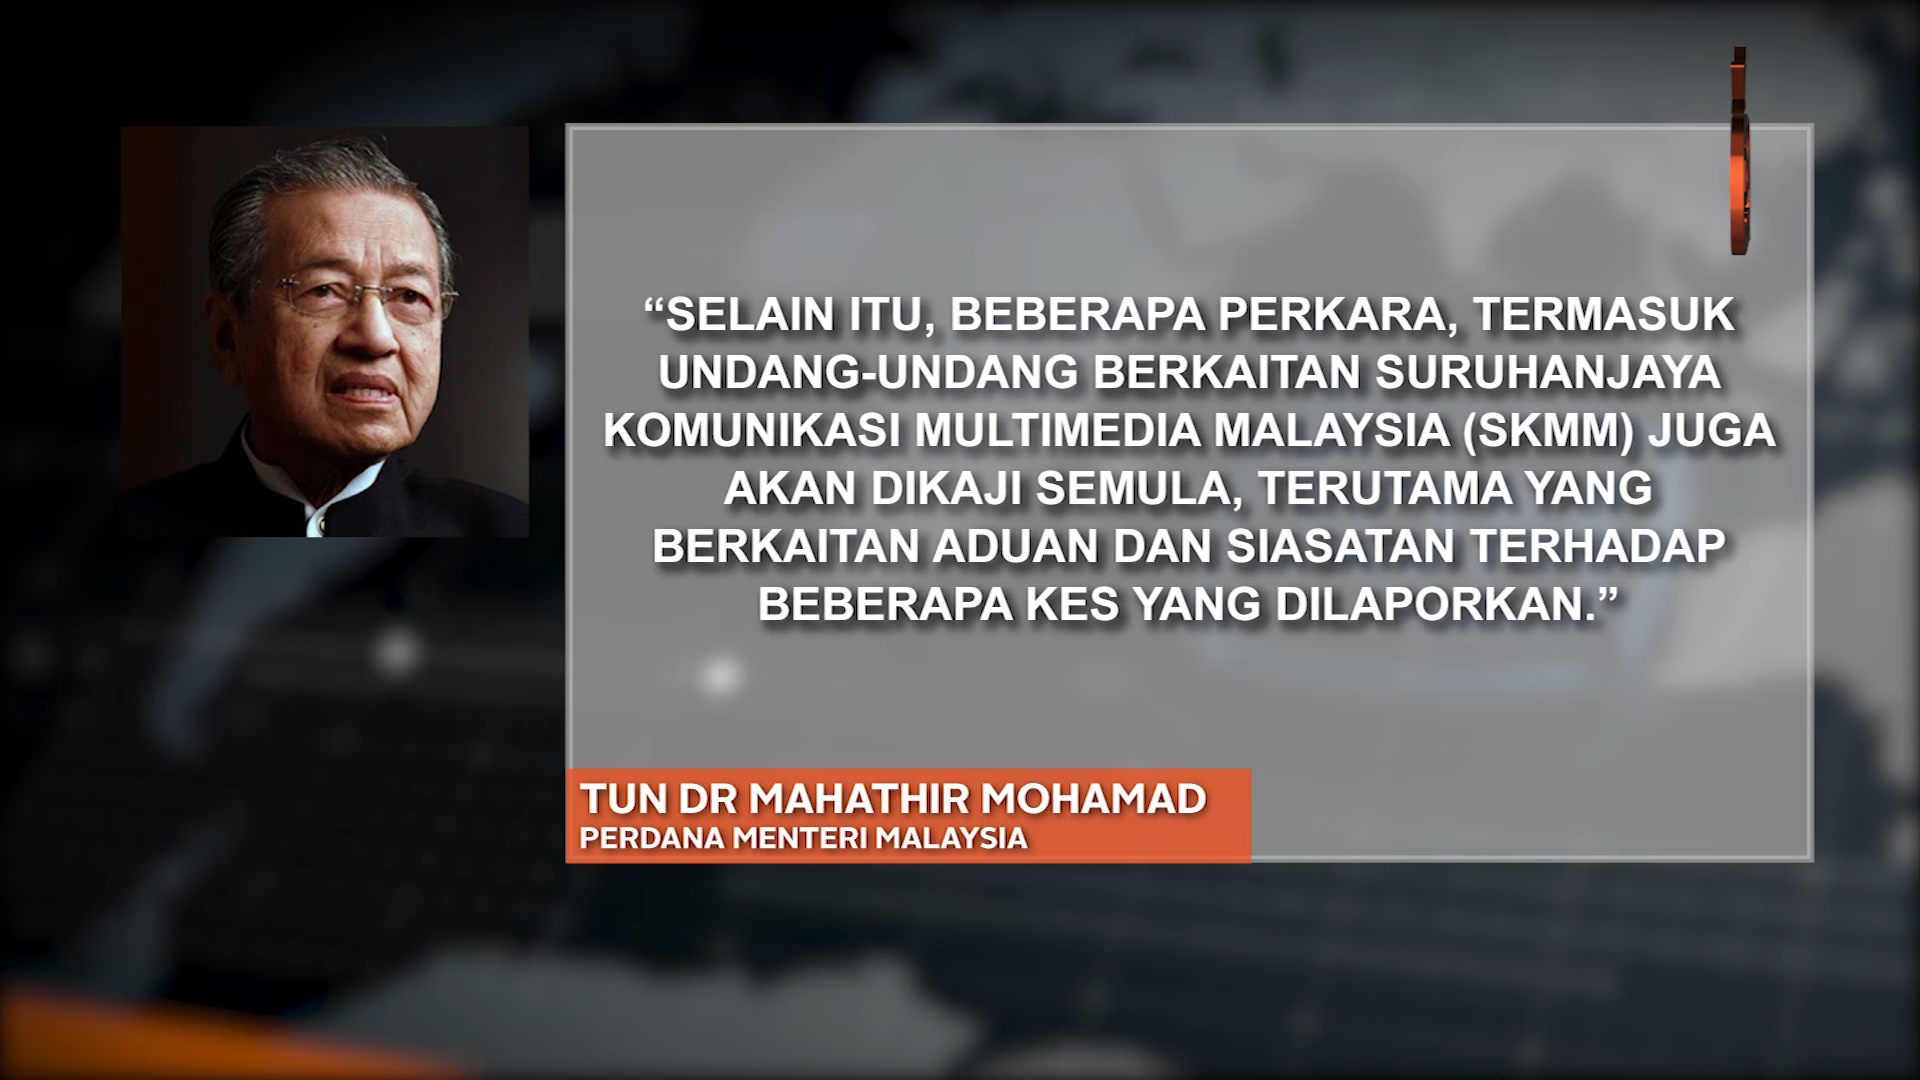 “SELAIN ITU, BEBERAPA PERKARA, TERMASUK
UNDANG-UNDANG BERKAITAN SURUHANJAYA
KOMUNIKASI MULTIMEDIA MALAYSIA (SKMM) JUGA
AKAN DIKAJI SEMULA, TERUTAMA YANG
BERKAITAN ADUAN DAN SIASATAN TERHADAP
BEBERAPA KES YANG DILAPORKAN.”
TUN DR MAHATHIR MOHAMAD
PERDANA MENTERI MALAYSIA